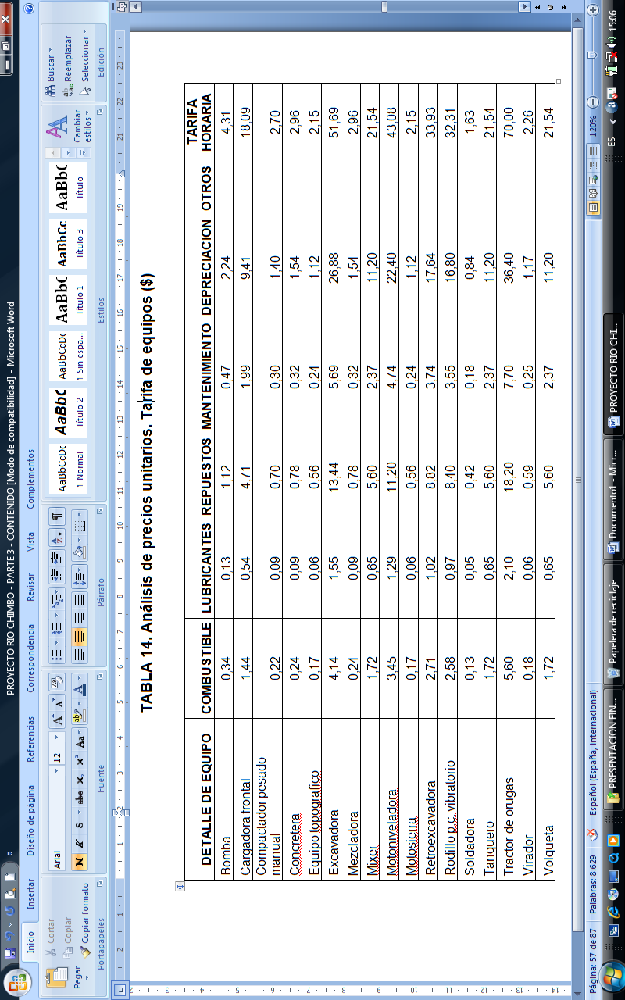 PROYECTO RIO CHIMBO - PARTE 3 - CONTENIDO [Modo de compatibilidad] - Microsoft Word
Inicio Insertar Diseño de página Referencias Correspondencia Revisar Vista Complementos
Pegar
Cortar
Copiar
Copiar formato
Portapapeles
Arial 12
N K S abc x₂ x² Aa
Fuente
Párrafo
AaBbCcDc AaBbC AaBbCcDc AaBbC AaBbCc AaBbC
¶ Normal Título 2 ¶ Sin espa... Título 1 Título 3 Título
Cambiar estilos
Estilos
Buscar
Reemplazar
Seleccionar
Edición
TABLA 14. Análisis de precios unitarios. Tarifa de equipos ($)
DETALLE DE EQUIPO COMBUSTIBLE LUBRICANTES REPUESTOS MANTENIMIENTO DEPRECIACION OTROS TARIFA HORARIA
Bomba 0,34 0,13 1,12 0,47 2,24 4,31
Cargadora frontal 1,44 0,54 4,71 1,99 9,41 18,09
Compactador pesado
manual 0,22 0,09 0,70 0,30 1,40 2,70
Concretera 0,24 0,09 0,78 0,32 1,54 2,96
Equipo topografico 0,17 0,06 0,56 0,24 1,12 2,15
Excavadora 4,14 1,55 13,44 5,69 26,88 51,69
Mezcladora 0,24 0,09 0,78 0,32 1,54 2,96
Mixer 1,72 0,65 5,60 2,37 11,20 21,54
Motoniveladora 3,45 1,29 11,20 4,74 22,40 43,08
Motosierra 0,17 0,06 0,56 0,24 1,12 2,15
Retroexcavadora 2,71 1,02 8,82 3,74 17,64 33,93
Rodillo p.c. vibratorio 2,58 0,97 8,40 3,55 16,80 32,31
Soldadora 0,13 0,05 0,42 0,18 0,84 1,63
Tanquero 1,72 0,65 5,60 2,37 11,20 21,54
Tractor de orugas 5,60 2,10 18,20 7,70 36,40 70,00
Virador 0,18 0,06 0,59 0,25 1,17 2,26
Volqueta 1,72 0,65 5,60 2,37 11,20 21,54
Página: 57 de 87 Palabras: 8.629 Español (España, internacional) 120%
PRESENTACION FIN... Papelera de reciclaje Documento1 - Micr... PROYECTO RIO CHI... ES 15:06